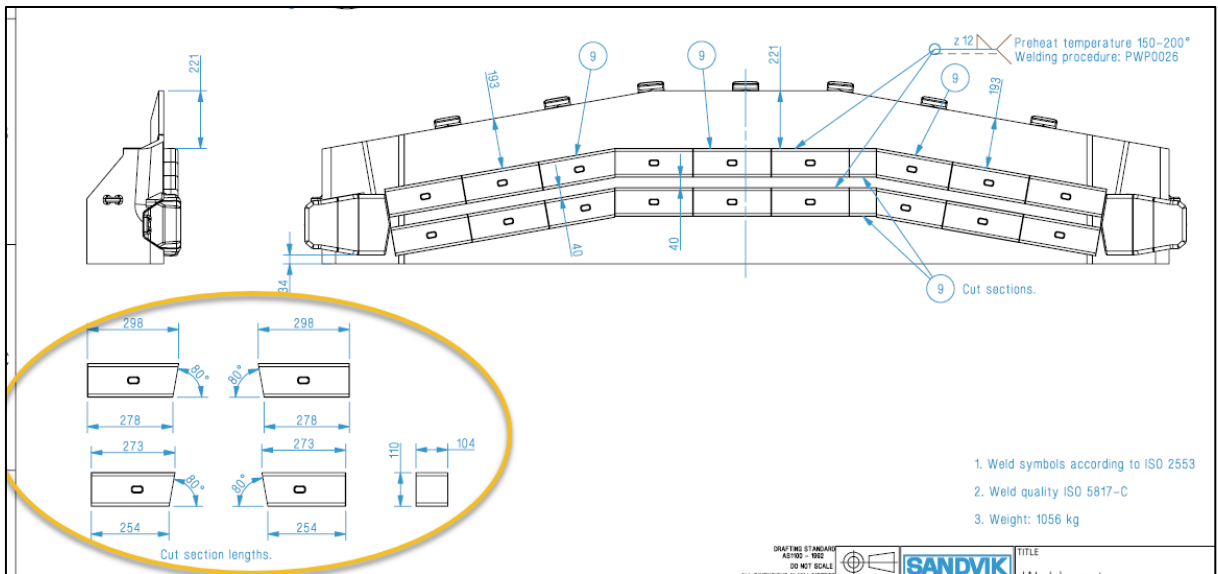 221
193
9
9
221
z 12
Preheat temperature 150-200°
Welding procedure: PWP0026
9
193
40
40
34
9 Cut sections.
298
298
80°
80°
278
278
273
273
110
104
80°
80°
254
254
Cut section lengths.
1. Weld symbols according to ISO 2553
2. Weld quality ISO 5817-C
3. Weight: 1056 kg
DRAFTING STANDARD
AS1100 - 1992
DO NOT SCALE
SANDVIK
TITLE